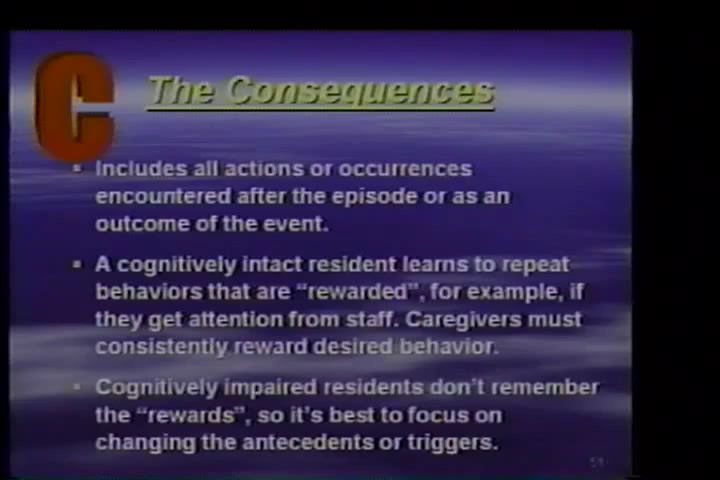 C The Consequences
Includes all actions or occurrences
encountered after the episode or as an
outcome of the event.
A cognitively intact resident learns to repeat
behaviors that are “rewarded”, for example, if
they get attention from staff. Caregivers must
consistently reward desired behavior.
Cognitively impaired residents don’t remember
the “rewards”, so it’s best to focus on
changing the antecedents or triggers.